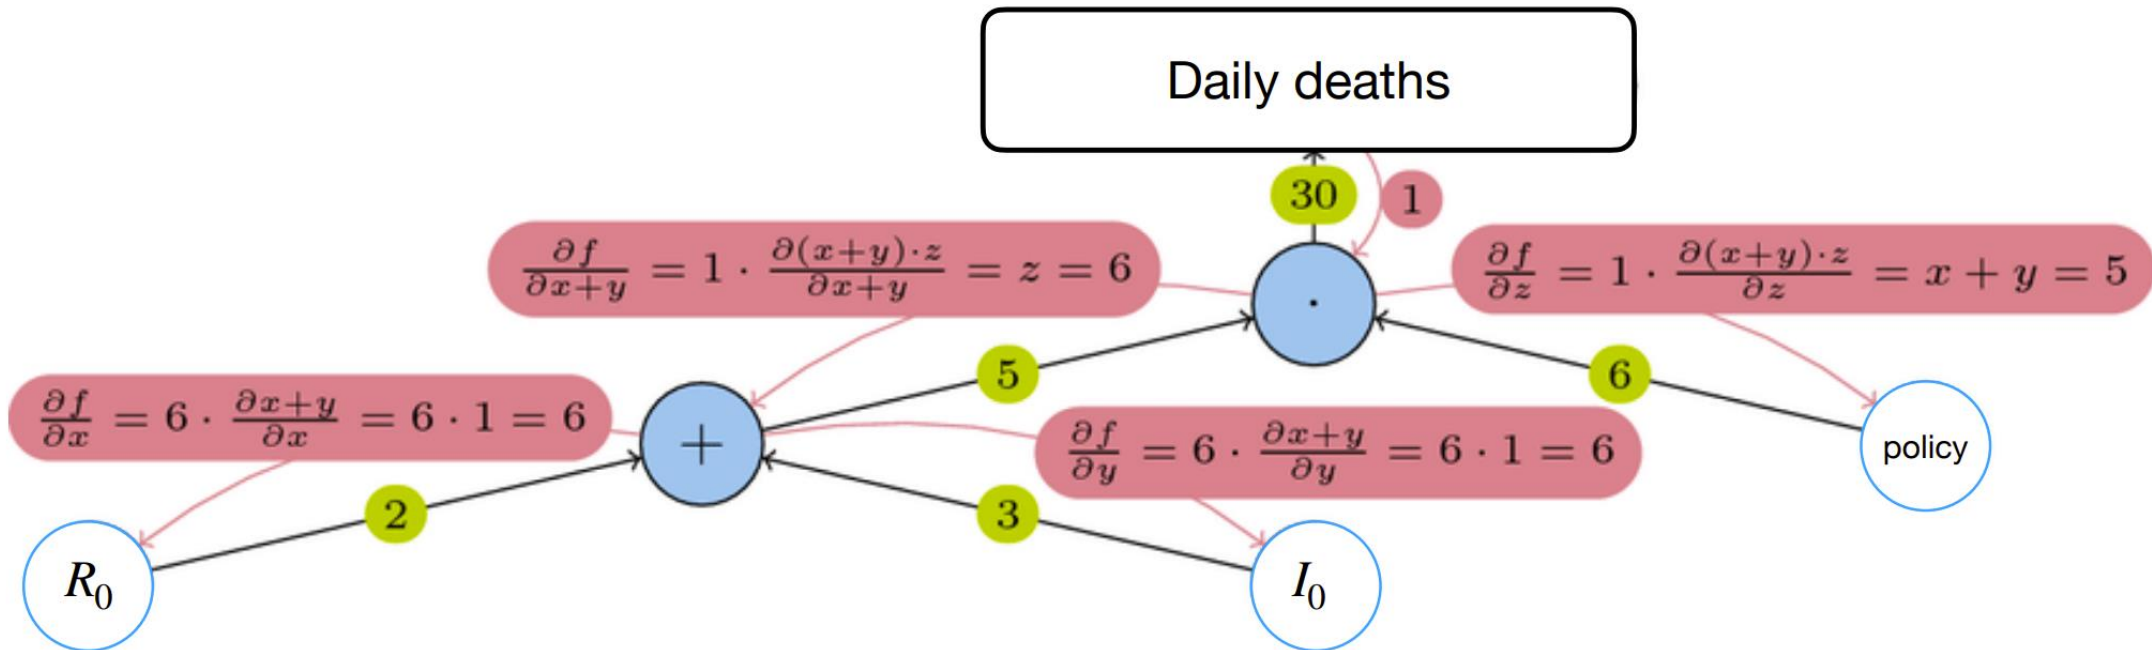 Daily deaths
30
1
∂f/∂x+y = 1 · ∂(x+y)·z/∂x+y = z = 6
∂f/∂z = 1 · ∂(x+y)·z/∂z = x + y = 5
·
5
6
∂f/∂x = 6 · ∂x+y/∂x = 6 · 1 = 6
+
∂f/∂y = 6 · ∂x+y/∂y = 6 · 1 = 6
policy
2
3
R₀
I₀